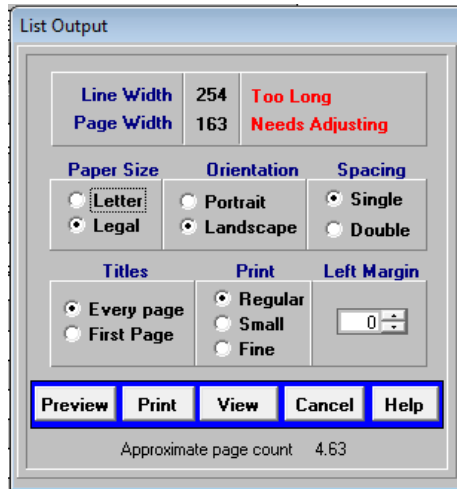 List Output
Line Width 254 Too Long
Page Width 163 Needs Adjusting
Paper Size Orientation Spacing
Letter Portrait Single
Legal Landscape Double
Titles Print Left Margin
Every page Regular 0
First Page Small
Fine
Preview Print View Cancel Help
Approximate page count 4.63